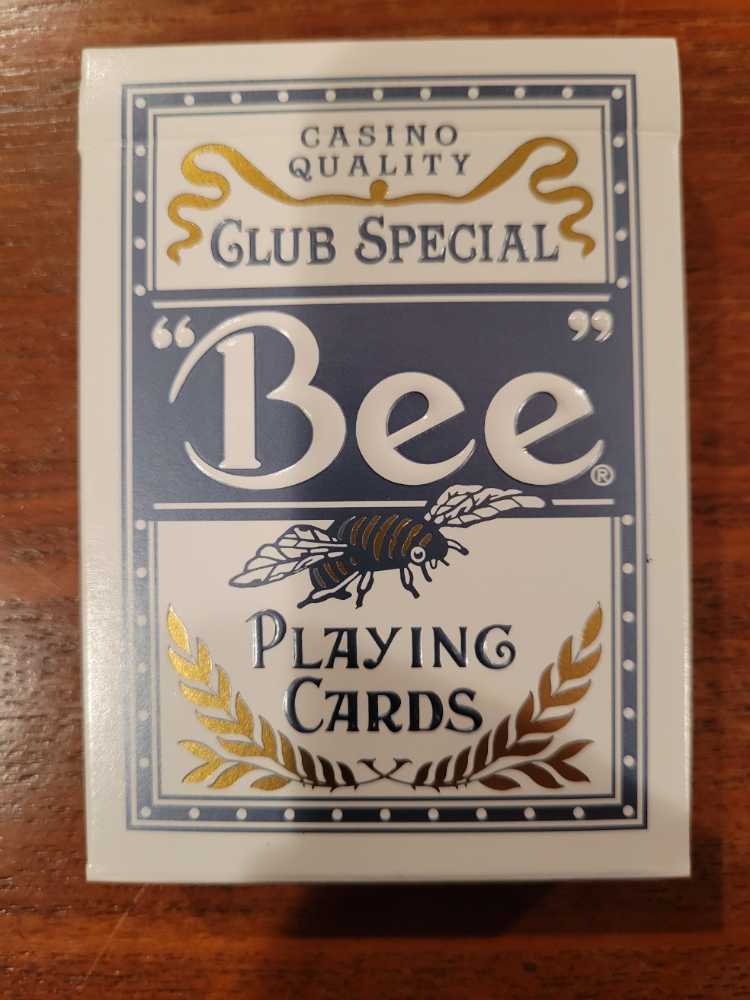 CASINO
QUALITY
CLUB SPECIAL
“Bee”®
PLAYING
CARDS